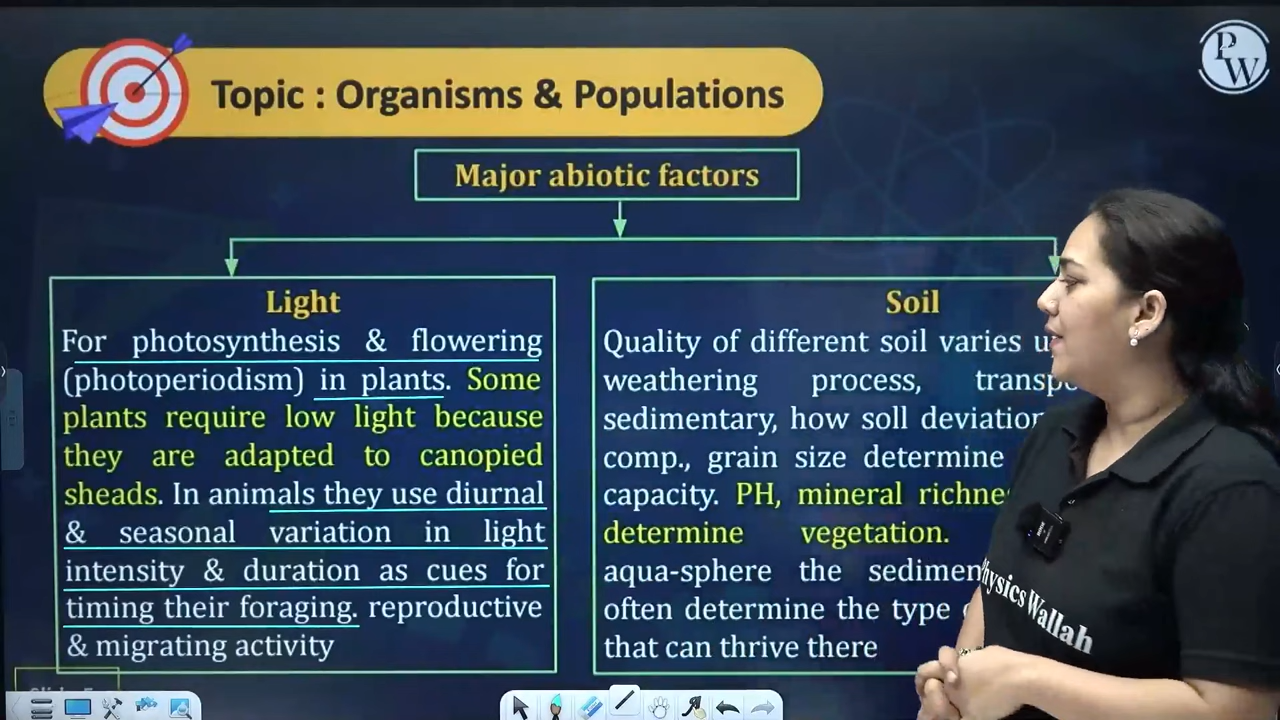 Topic : Organisms & Populations
PW
Major abiotic factors
Light
For photosynthesis & flowering
(photoperiodism) in plants. Some
plants require low light because
they are adapted to canopied
sheads. In animals they use diurnal
& seasonal variation in light
intensity & duration as cues for
timing their foraging. reproductive
& migrating activity
Soil
Quality of different soil varies
weathering process,
sedimentary, how soll
comp., grain size determine
capacity. PH, mineral
determine vegetation.
aqua-sphere the
often determine the type
that can thrive there
Physics Wallah